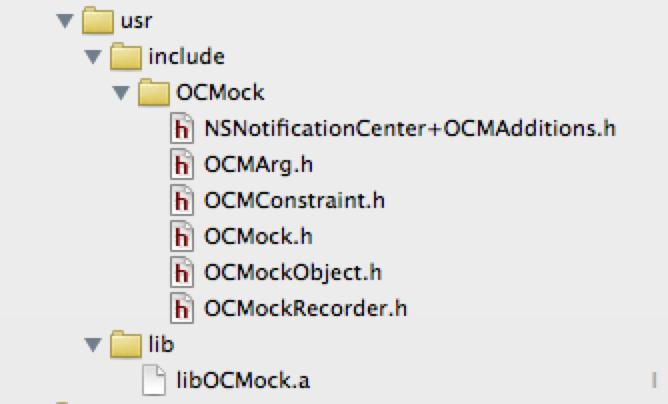 usr
include
OCMock
NSNotificationCenter+OCMAdditions.h
OCMArg.h
OCMConstraint.h
OCMock.h
OCMockObject.h
OCMockRecorder.h
lib
libOCMock.a